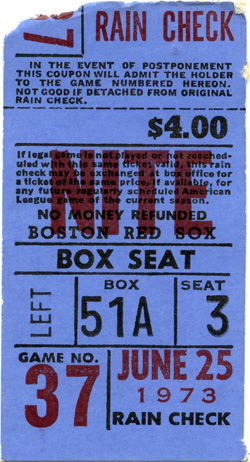 37
RAIN CHECK
IN THE EVENT OF POSTPONEMENT
THIS COUPON WILL ADMIT THE HOLDER
TO THE GAME NUMBERED HEREON.
NOT GOOD IF DETACHED FROM ORIGINAL
RAIN CHECK.
$4.00
If legal game is not played or not resched-
uled with this same ticket valid, this rain
check may be exchanged at box office for
a ticket of the same price, if available, for
any future regularly scheduled American
League game this current season.
NITE
NO MONEY REFUNDED
BOSTON RED SOX
BOX SEAT
LEFT
BOX
51A
SEAT
3
GAME NO.
37
JUNE 25
1973
RAIN CHECK